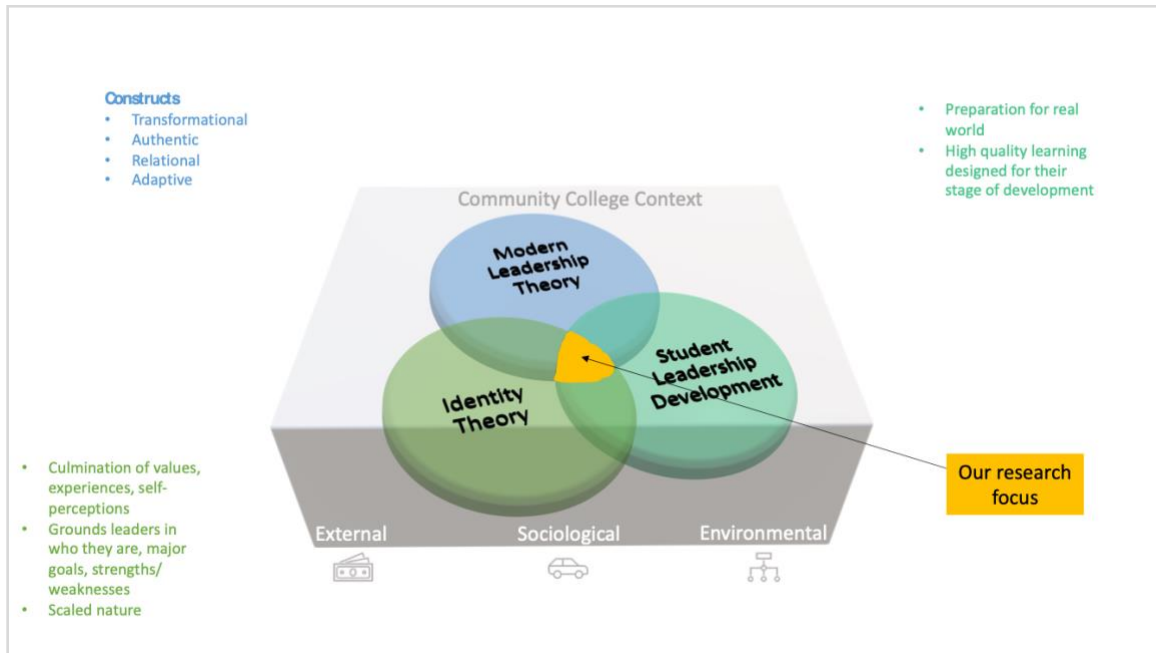 Constructs
• Transformational
• Authentic
• Relational
• Adaptive
• Preparation for real
world
• High quality learning
designed for their
stage of development
Community College Context
Modern
Leadership
Theory
Student
Leadership
Development
Identity
Theory
Our research
focus
• Culmination of values,
experiences, self-
perceptions
• Grounds leaders in
who they are, major
goals, strengths/
weaknesses
• Scaled nature
External
Sociological
Environmental